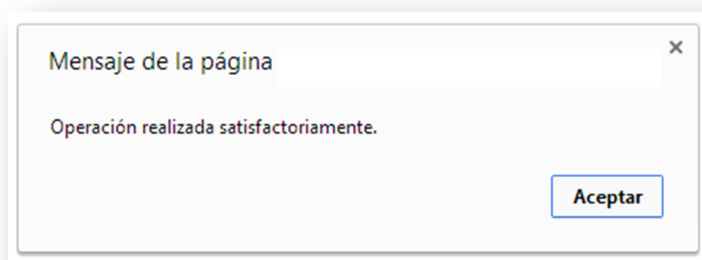 Mensaje de la página
Operación realizada satisfactoriamente.
Aceptar